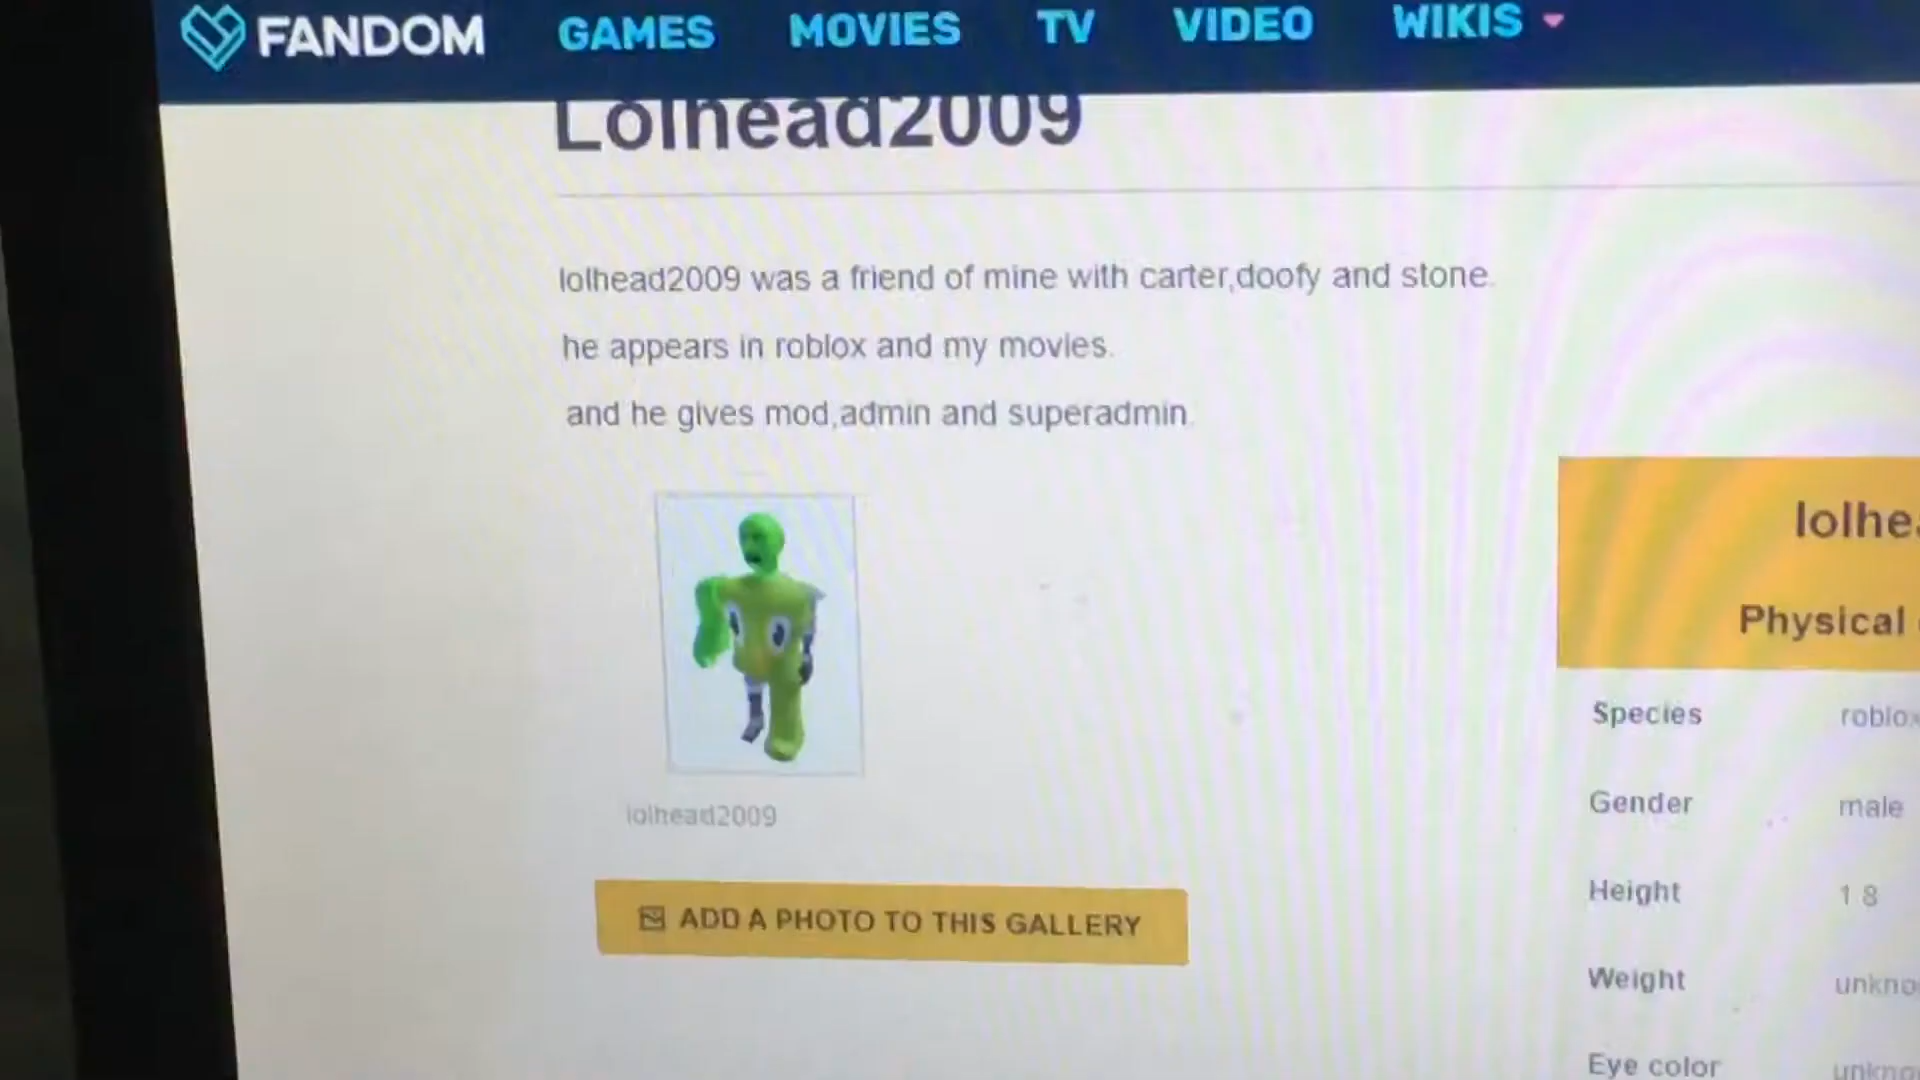 FANDOM GAMES MOVIES TV VIDEO WIKIS
Lolhead2009
lolhead2009 was a friend of mine with carter,doofy and stone.
he appears in roblox and my movies.
and he gives mod,admin and superadmin.
lolhead2009
ADD A PHOTO TO THIS GALLERY
Physical
Species
Gender male
Height 1 8
Weight
Eye color